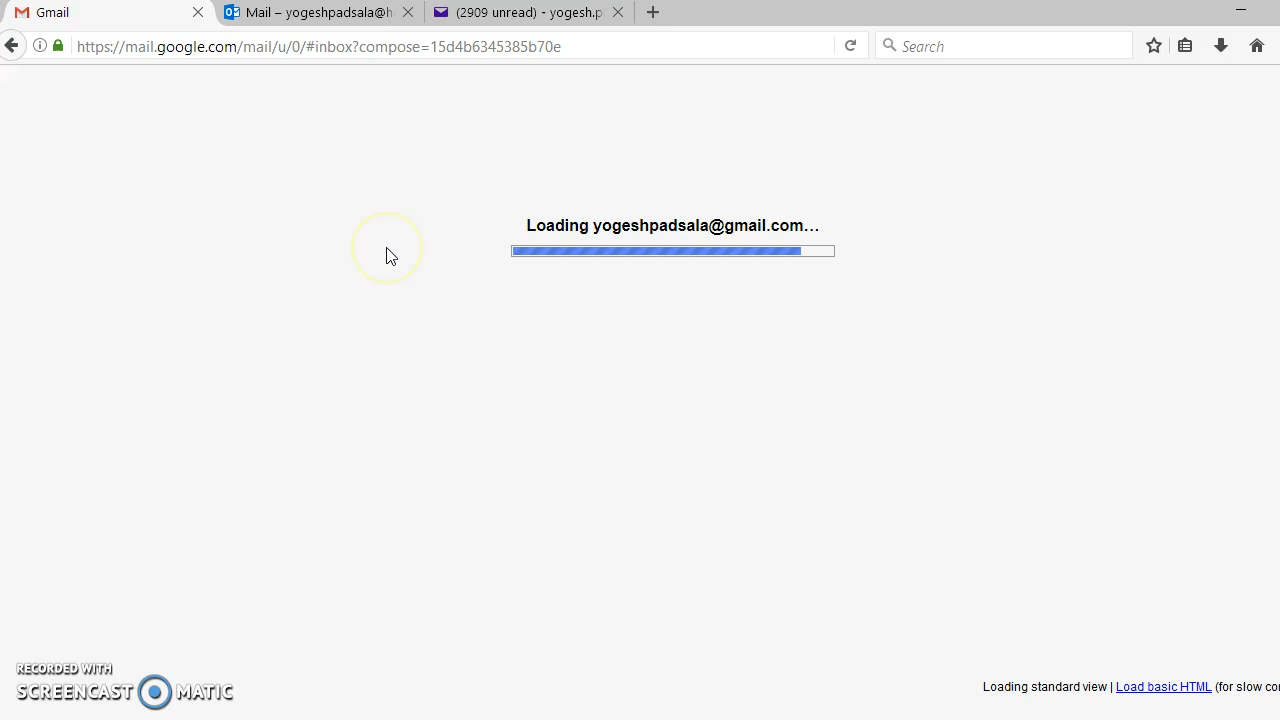 Gmail
Mail – yogeshpadsala@h
(2909 unread) - yogesh.p
https://mail.google.com/mail/u/0/#inbox?compose=15d4b6345385b70e
Search
Loading yogeshpadsala@gmail.com…
RECORDED WITH
SCREENCAST MATIC
Loading standard view | Load basic HTML (for slow co